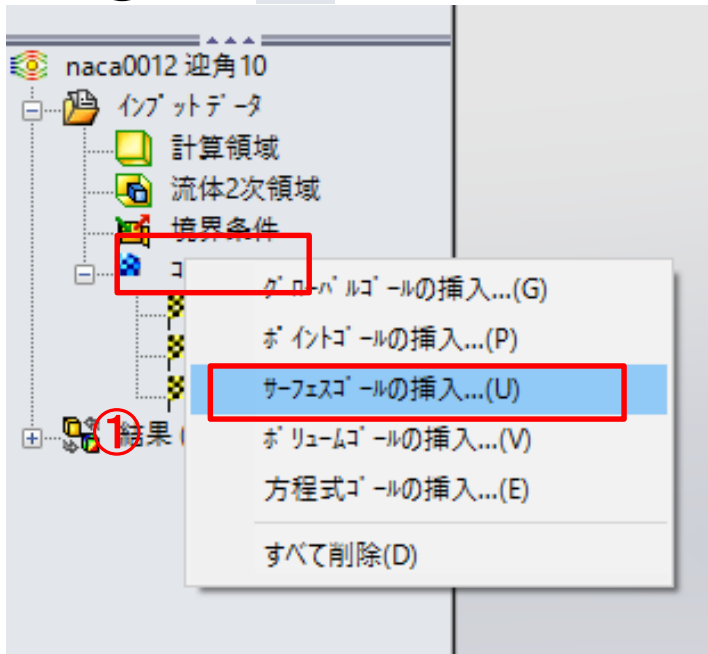 naca0012 迎角10
ｲﾝﾌﾟｯﾄﾃﾞｰﾀ
計算領域
流体2次領域
境界条件
ｺ
ｸﾞﾛｰﾊﾞﾙｺﾞｰﾙの挿入...(G)
ﾎﾟｲﾝﾄｺﾞｰﾙの挿入...(P)
ｻｰﾌｪｽｺﾞｰﾙの挿入...(U)
①
結果 (
ﾎﾞﾘｭｰﾑｺﾞｰﾙの挿入...(V)
方程式ｺﾞｰﾙの挿入...(E)
すべて削除(D)